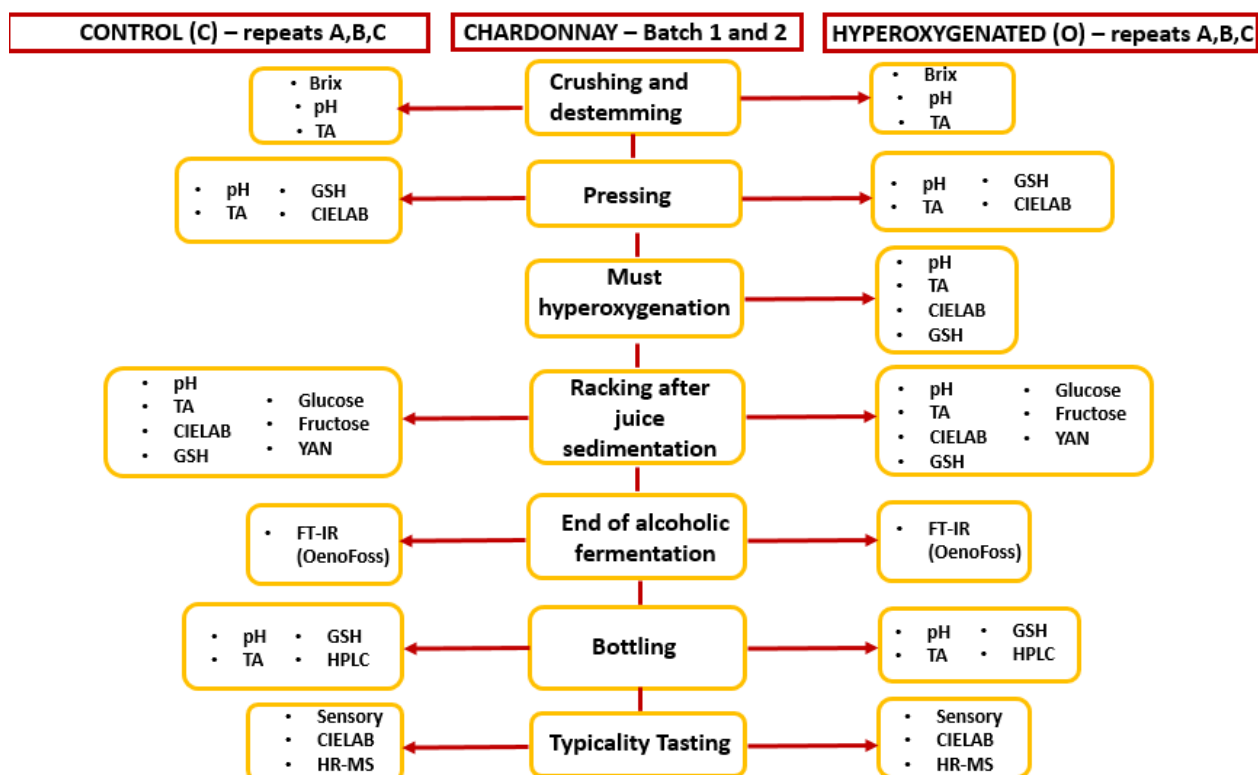 CONTROL (C) – repeats A,B,C
CHARDONNAY – Batch 1 and 2
HYPEROXYGENATED (O) – repeats A,B,C
• Brix
• pH
• TA
Crushing and
destemming
• Brix
• pH
• TA
• pH • GSH
• TA • CIELAB
Pressing
• pH • GSH
• TA • CIELAB
Must
hyperoxygenation
• pH
• TA
• CIELAB
• GSH
• pH
• TA
• CIELAB
• GSH
• Glucose
• Fructose
• YAN
Racking after
juice
sedimentation
• pH
• TA
• CIELAB
• GSH
• Glucose
• Fructose
• YAN
• FT-IR
(OenoFoss)
End of alcoholic
fermentation
• FT-IR
(OenoFoss)
• pH • GSH
• TA • HPLC
Bottling
• pH • GSH
• TA • HPLC
• Sensory
• CIELAB
• HR-MS
Typicality Tasting
• Sensory
• CIELAB
• HR-MS